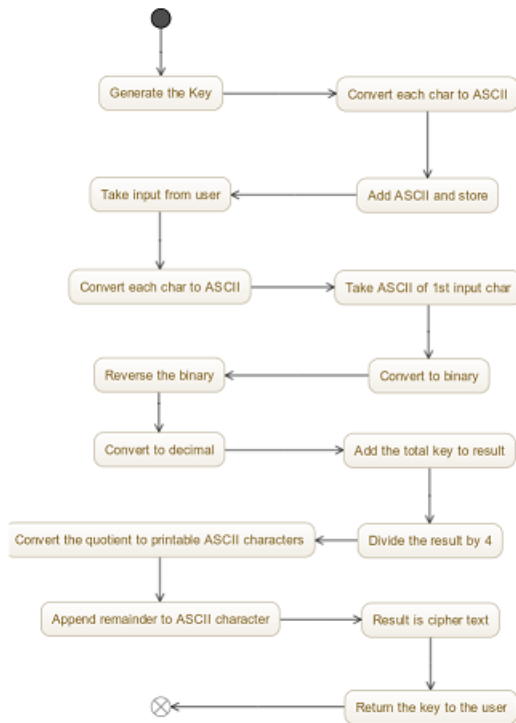 Generate the Key
Convert each char to ASCII
Add ASCII and store
Take input from user
Convert each char to ASCII
Take ASCII of 1st input char
Convert to binary
Reverse the binary
Convert to decimal
Add the total key to result
Divide the result by 4
Convert the quotient to printable ASCII characters
Append remainder to ASCII character
Result is cipher text
Return the key to the user